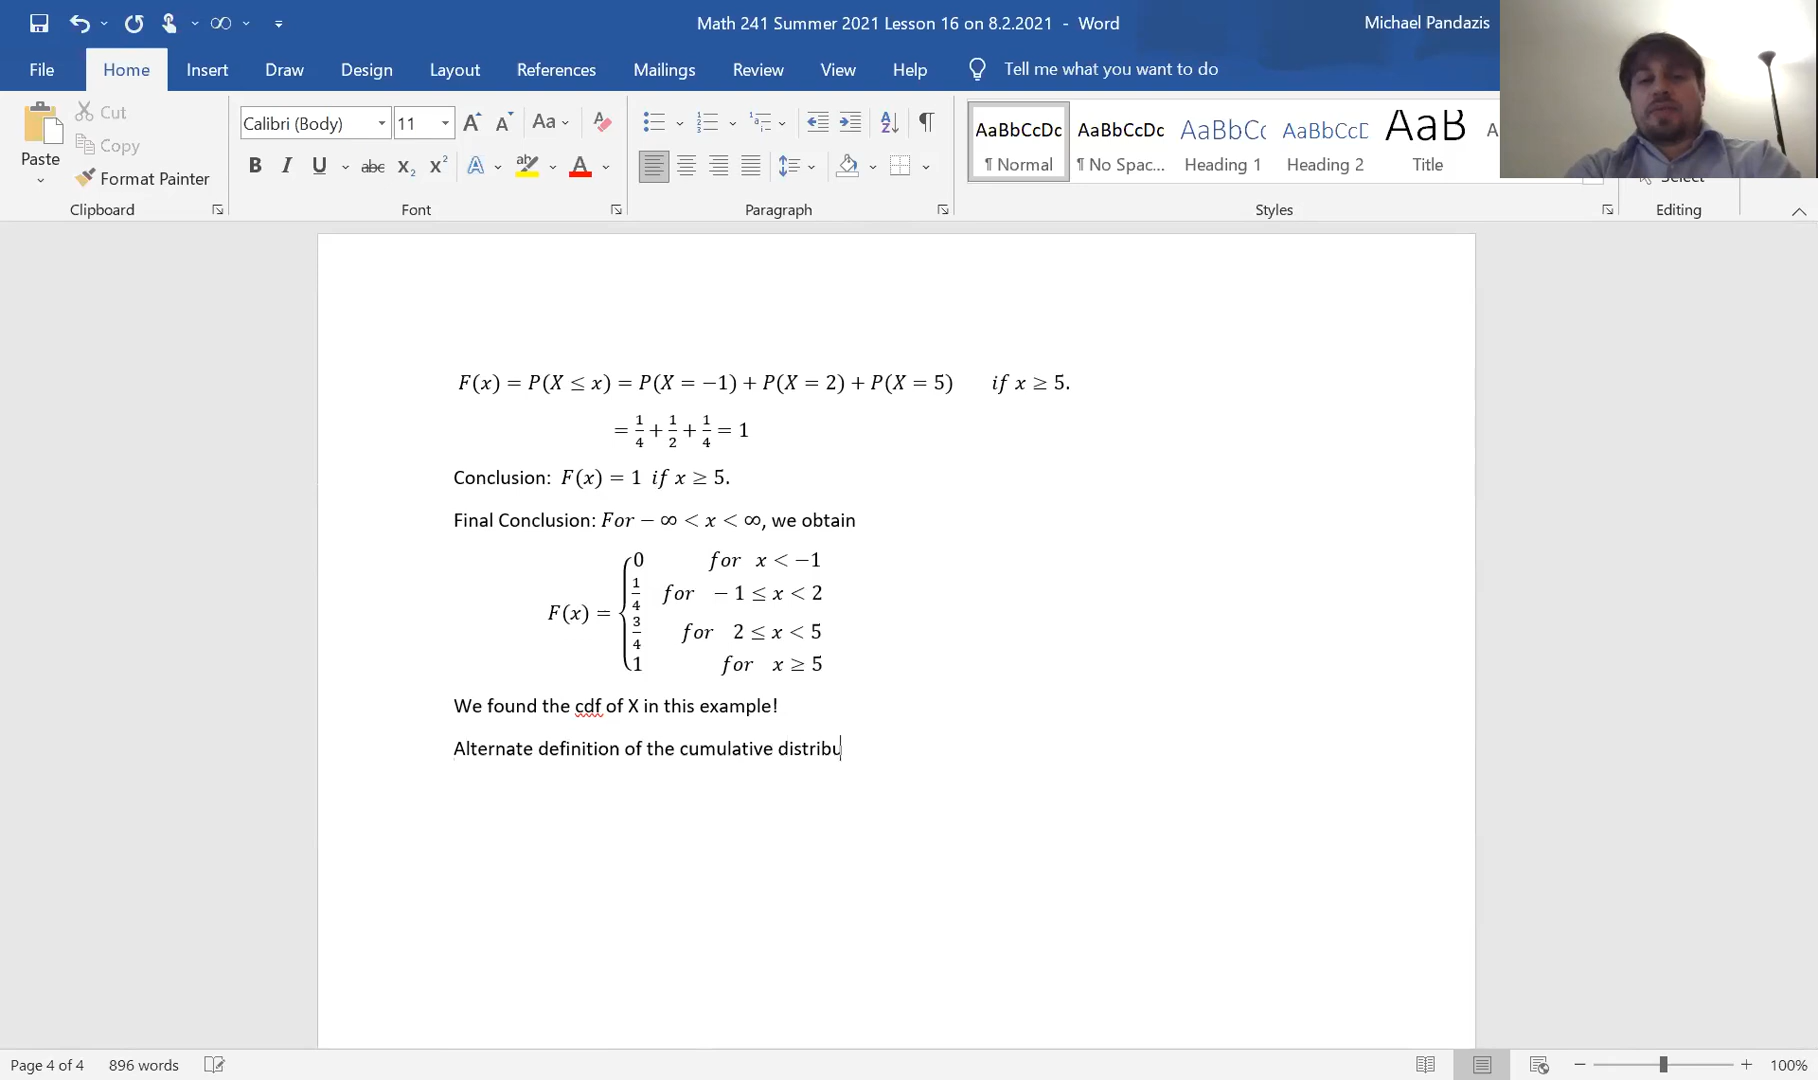 Math 241 Summer 2021 Lesson 16 on 8.2.2021 - Word
Michael Pandazis
File Home Insert Draw Design Layout References Mailings Review View Help Tell me what you want to do
Paste
Cut
Copy
Format Painter
Calibri (Body) 11
Aa
B I U abc X₂ X² A ab A
AaBbCcDc AaBbCcDc AaBbCc AaBbCcD AaB
¶ Normal ¶ No Spac... Heading 1 Heading 2 Title
Select
Clipboard Font Paragraph Styles Editing
F(x) = P(X ≤ x) = P(X = −1) + P(X = 2) + P(X = 5) if x ≥ 5.
= 1/4 + 1/2 + 1/4 = 1
Conclusion: F(x) = 1 if x ≥ 5.
Final Conclusion: For − ∞ < x < ∞, we obtain
0 for x < −1
1/4 for − 1 ≤ x < 2
F(x) =
3/4 for 2 ≤ x < 5
1 for x ≥ 5
We found the cdf of X in this example!
Alternate definition of the cumulative distribu
Page 4 of 4 896 words 100%